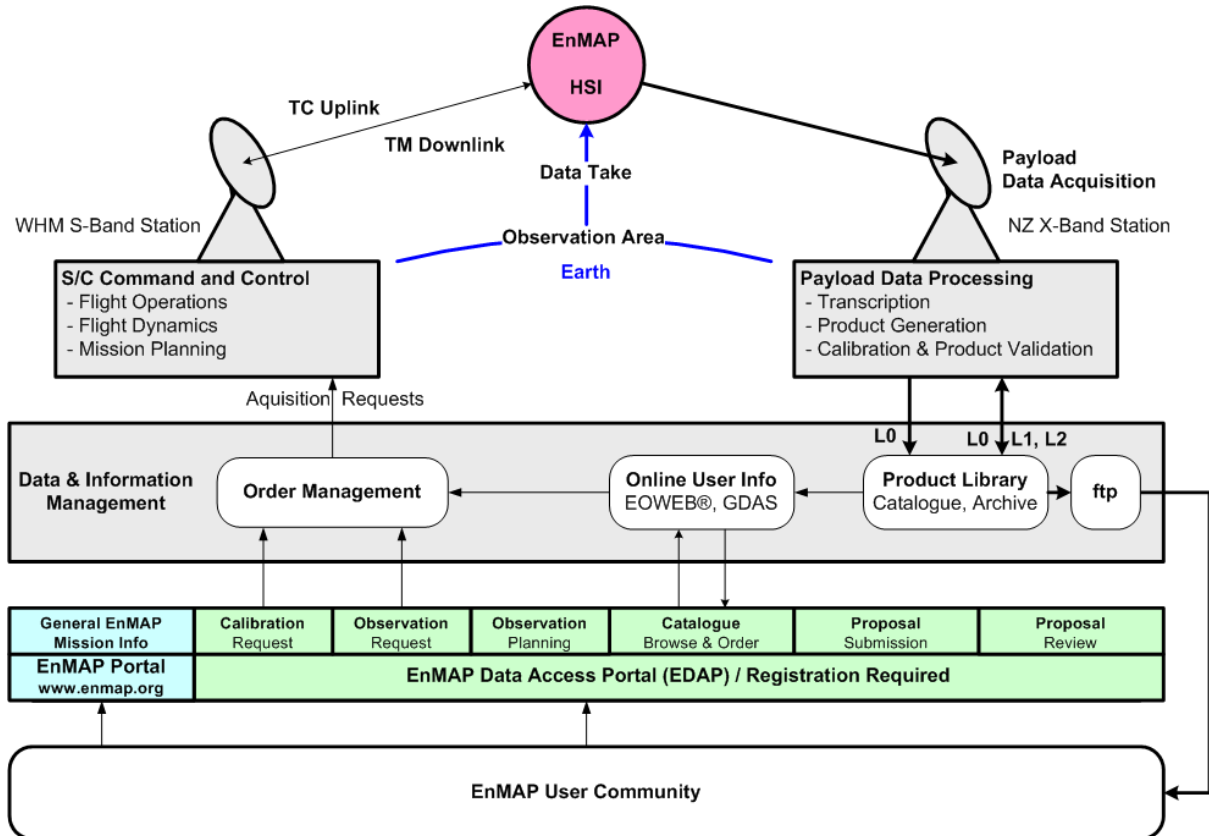 EnMAP
HSI
TC Uplink
TM Downlink
Data Take
Payload
Data Acquisition
WHM S-Band Station
NZ X-Band Station
Observation Area
Earth
S/C Command and Control
- Flight Operations
- Flight Dynamics
- Mission Planning
Payload Data Processing
- Transcription
- Product Generation
- Calibration & Product Validation
Aquisition Requests
L0
L0
L1, L2
Data & Information
Management
Order Management
Online User Info
EOWEB®, GDAS
Product Library
Catalogue, Archive
ftp
General EnMAP
Mission Info
Calibration
Request
Observation
Request
Observation
Planning
Catalogue
Browse & Order
Proposal
Submission
Proposal
Review
EnMAP Portal
www.enmap.org
EnMAP Data Access Portal (EDAP) / Registration Required
EnMAP User Community